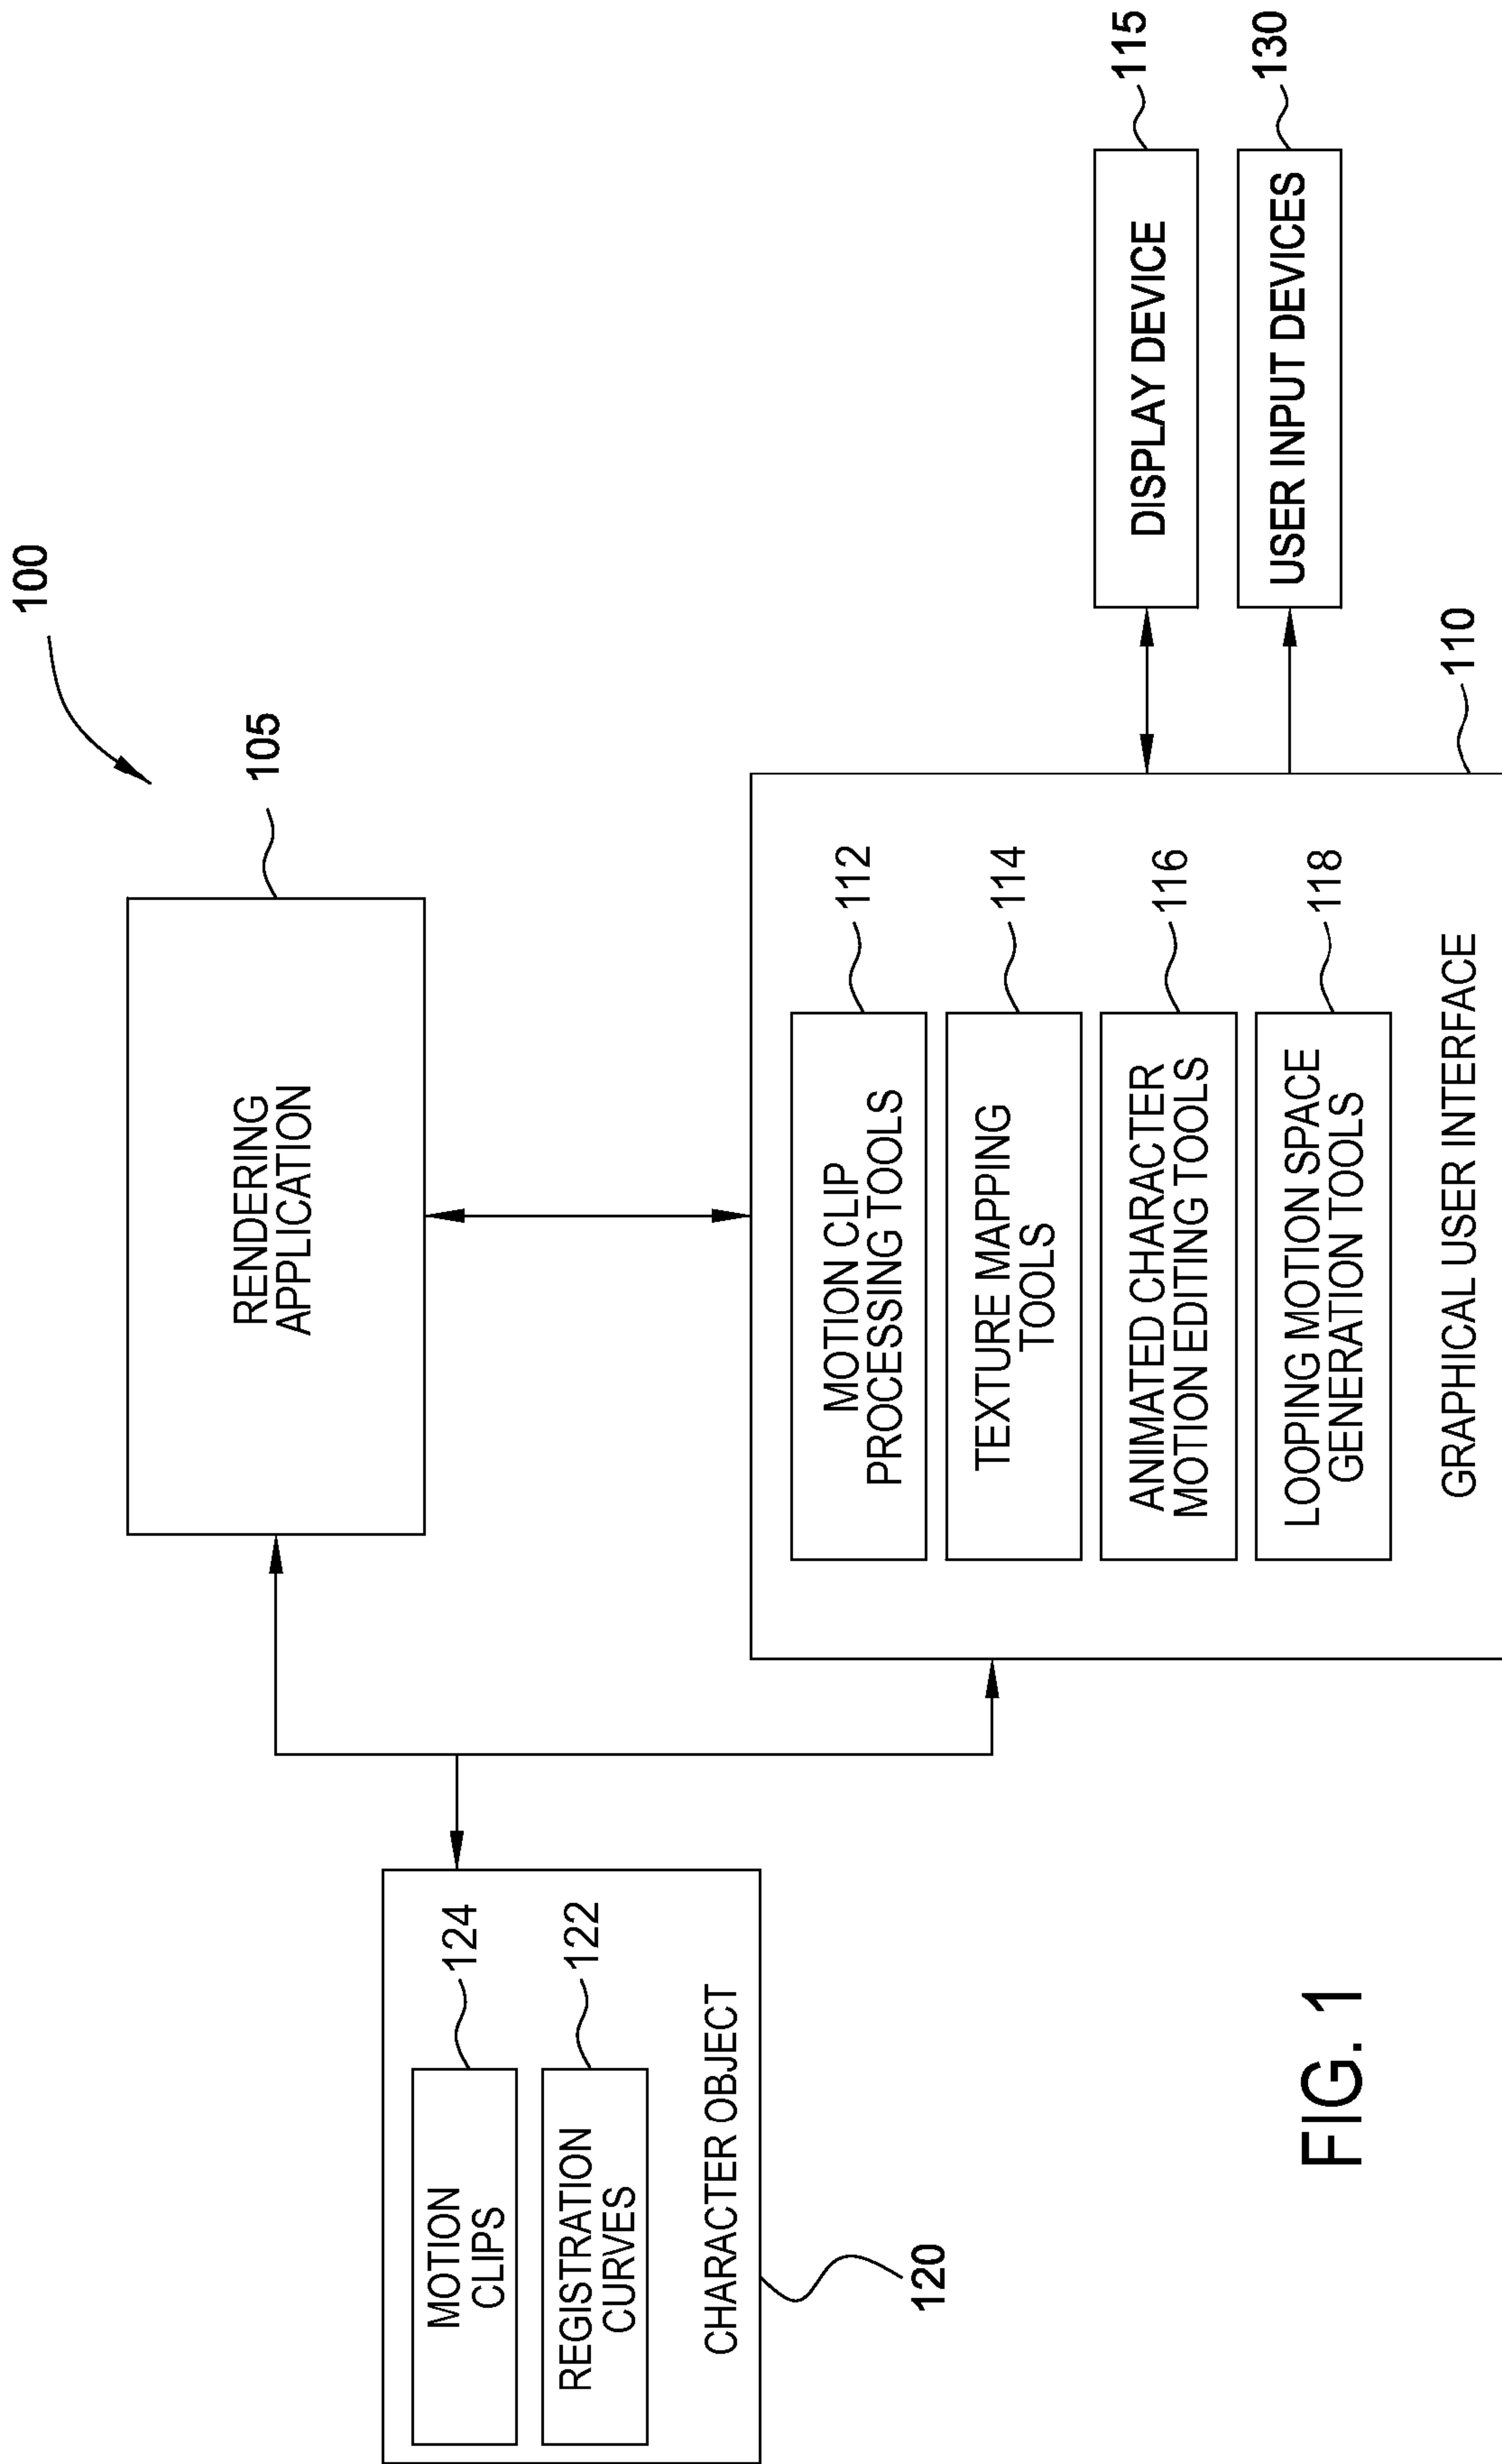 100
RENDERING
APPLICATION
105
124
MOTION
CLIPS
122
REGISTRATION
CURVES
CHARACTER OBJECT
120
MOTION CLIP
PROCESSING TOOLS
112
TEXTURE MAPPING
TOOLS
114
ANIMATED CHARACTER
MOTION EDITING TOOLS
116
LOOPING MOTION SPACE
GENERATION TOOLS
118
GRAPHICAL USER INTERFACE
110
DISPLAY DEVICE
115
USER INPUT DEVICES
130
FIG. 1